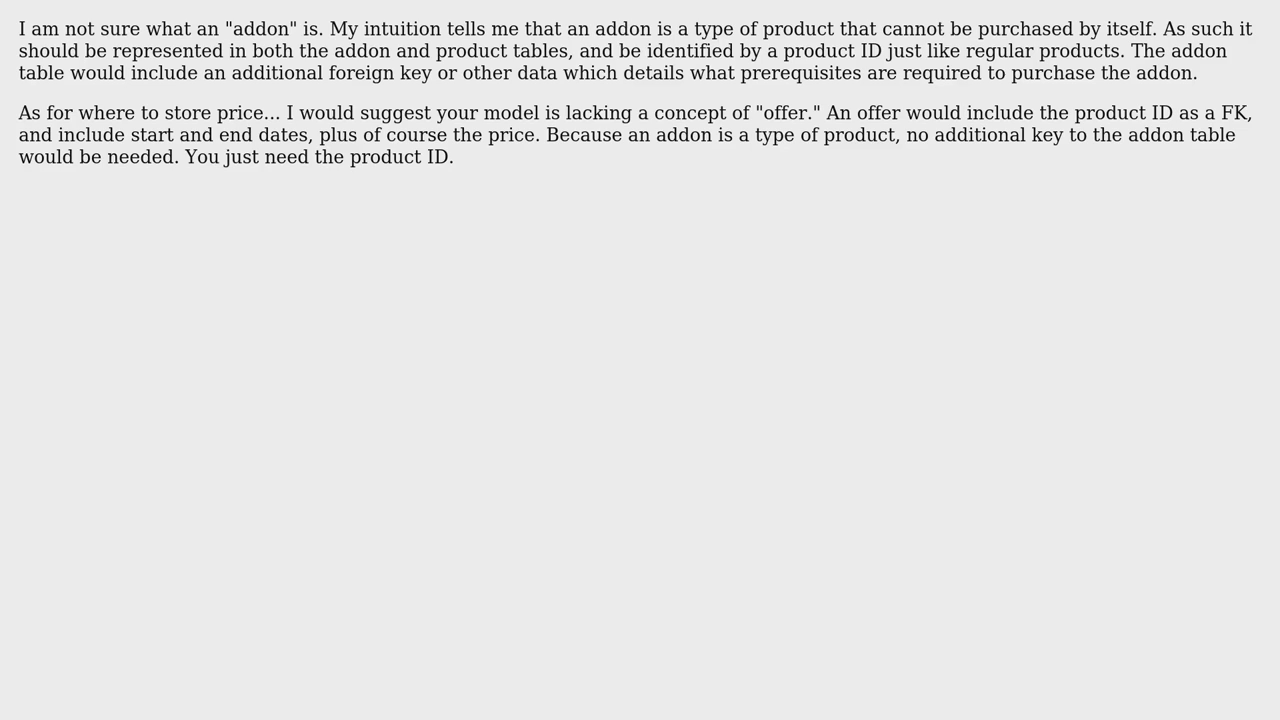 I am not sure what an "addon" is. My intuition tells me that an addon is a type of product that cannot be purchased by itself. As such it
should be represented in both the addon and product tables, and be identified by a product ID just like regular products. The addon
table would include an additional foreign key or other data which details what prerequisites are required to purchase the addon.
As for where to store price... I would suggest your model is lacking a concept of "offer." An offer would include the product ID as a FK,
and include start and end dates, plus of course the price. Because an addon is a type of product, no additional key to the addon table
would be needed. You just need the product ID.